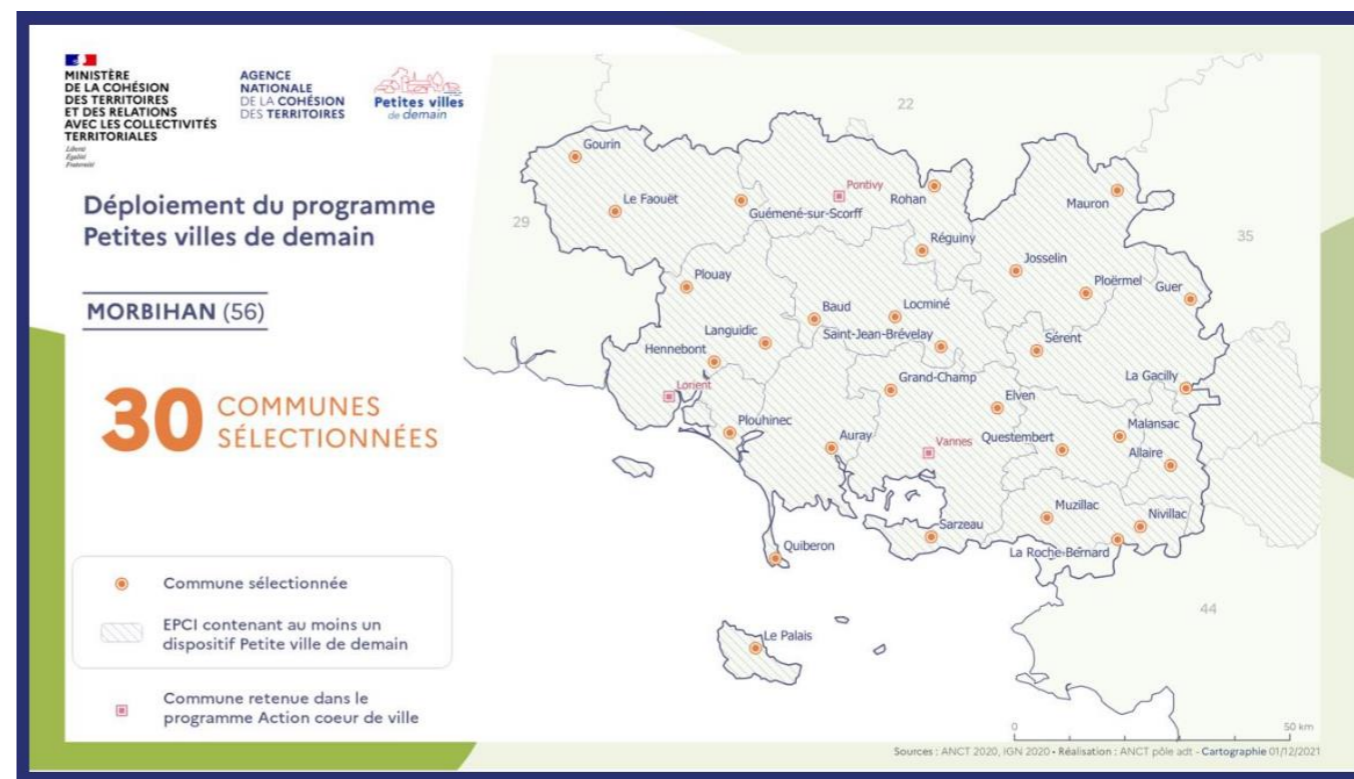 MINISTÈRE
DE LA COHÉSION
DES TERRITOIRES
ET DES RELATIONS
AVEC LES COLLECTIVITÉS
TERRITORIALES
Liberté
Égalité
Fraternité
AGENCE
NATIONALE
DE LA COHÉSION
DES TERRITOIRES
Petites villes
de demain
Déploiement du programme
Petites villes de demain
MORBIHAN (56)
30 COMMUNES
SÉLECTIONNÉES
Commune sélectionnée
EPCI contenant au moins un
dispositif Petite ville de demain
Commune retenue dans le
programme Action coeur de ville
22
29
35
44
Gourin
Le Faouët
Guémené-sur-Scorff
Pontivy
Rohan
Mauron
Réguiny
Josselin
Ploërmel
Guer
Plouay
Baud
Locminé
Languidic
Saint-Jean-Brévelay
Sérent
Hennebont
Lorient
Grand-Champ
Elven
La Gacilly
Plouhinec
Auray
Vannes
Questembert
Malansac
Allaire
Muzillac
Nivillac
Sarzeau
La Roche-Bernard
Quiberon
Le Palais
0
50 km
Sources : ANCT 2020, IGN 2020 • Réalisation : ANCT pôle adt - Cartographie 01/12/2021